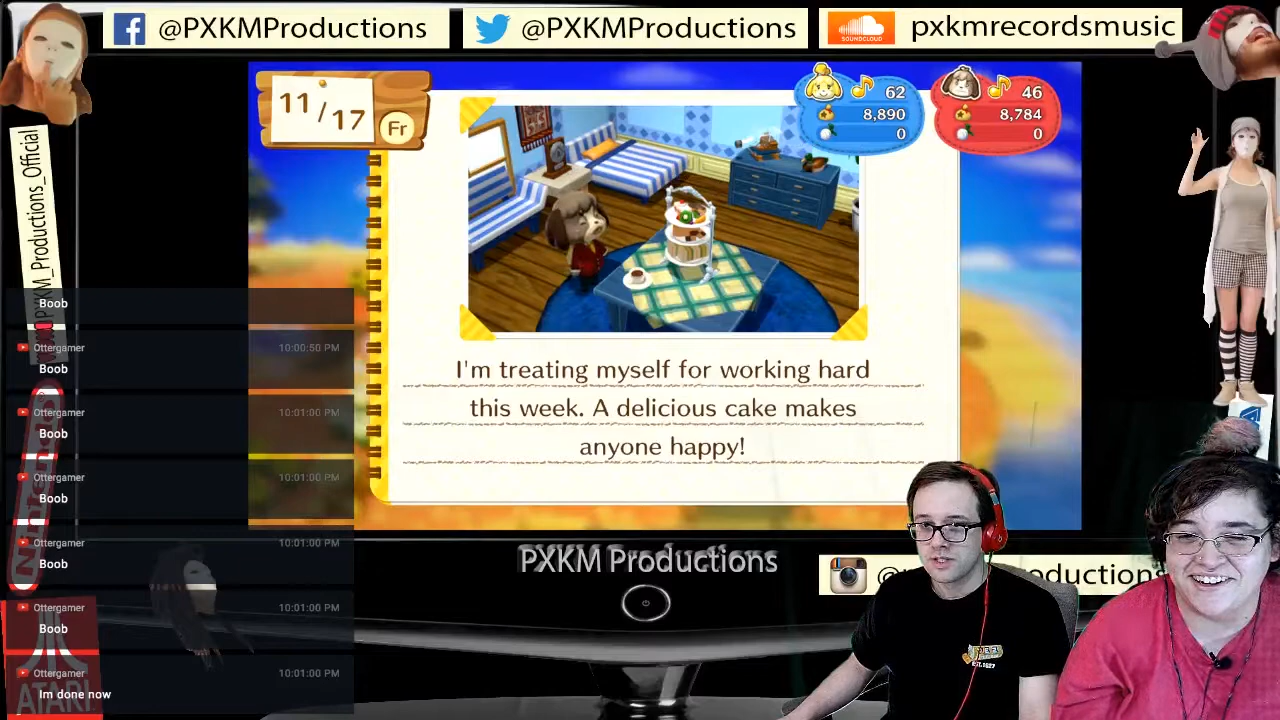 @PXKMProductions
@PXKMProductions
pxkmrecordsmusic
SOUNDCLOUD
PXKM_Productions_Official
11/17
Fr
62
8,890
0
46
8,784
0
I'm treating myself for working hard
this week. A delicious cake makes
anyone happy!
Boob
Ottergamer 10:00:50 PM
Boob
Ottergamer 10:01:00 PM
Boob
Ottergamer 10:01:00 PM
Boob
Ottergamer 10:01:00 PM
Boob
Ottergamer 10:01:00 PM
Boob
Ottergamer 10:01:00 PM
Im done now
Nintendo
ATARI
PXKM Productions